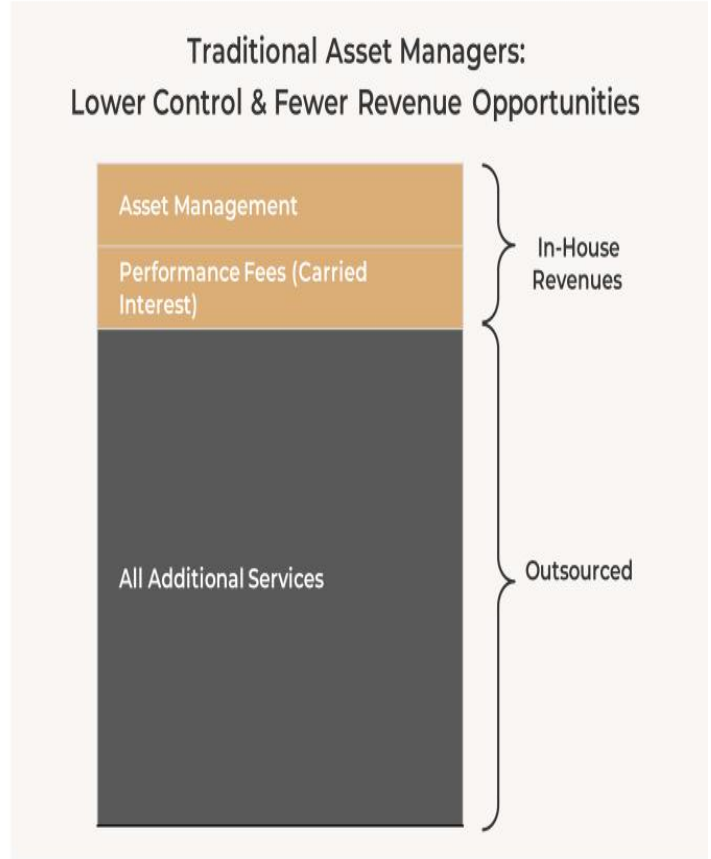 Traditional Asset Managers:
Lower Control & Fewer Revenue Opportunities
Asset Management
Performance Fees (Carried
Interest)
In-House
Revenues
All Additional Services
Outsourced